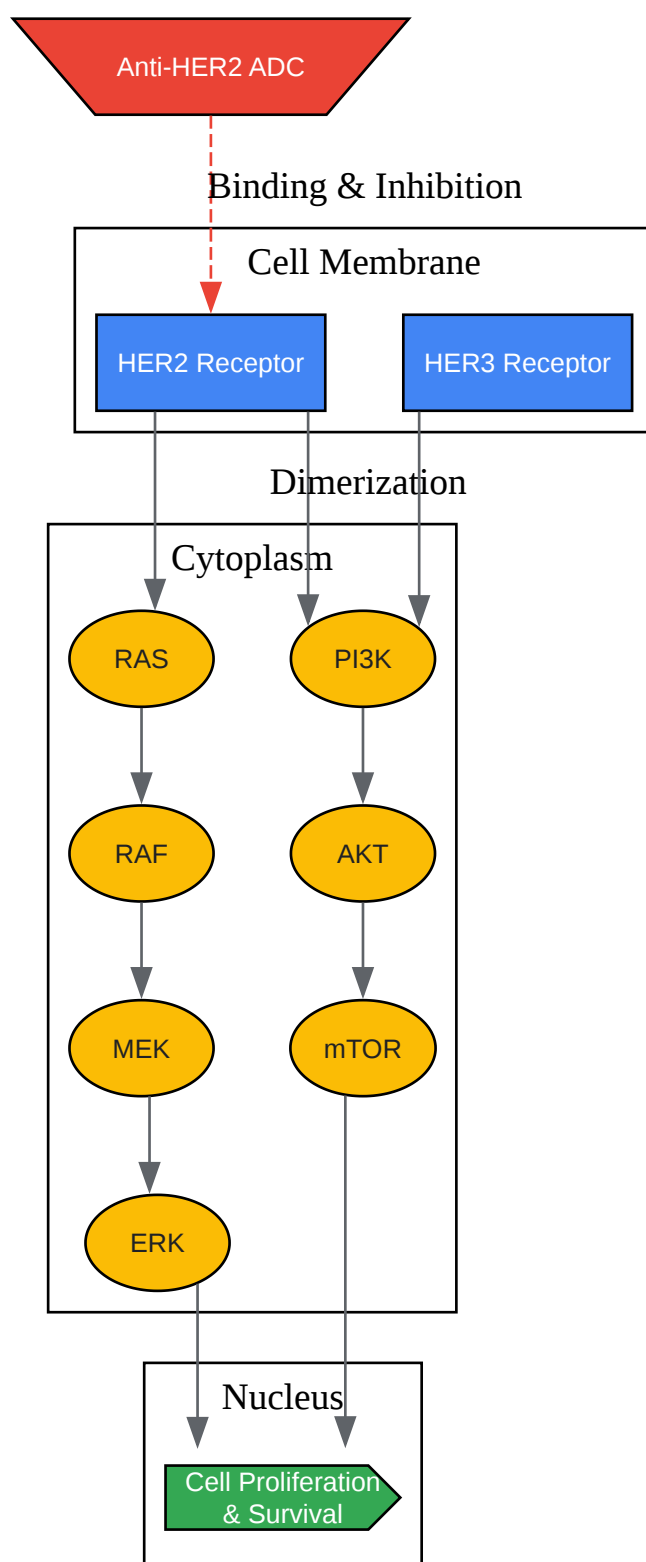 Anti-HER2 ADC
Binding & Inhibition
Cell Membrane
HER2 Receptor
HER3 Receptor
Dimerization
Cytoplasm
RAS
PI3K
RAF
AKT
MEK
mTOR
ERK
Nucleus
Cell Proliferation
& Survival